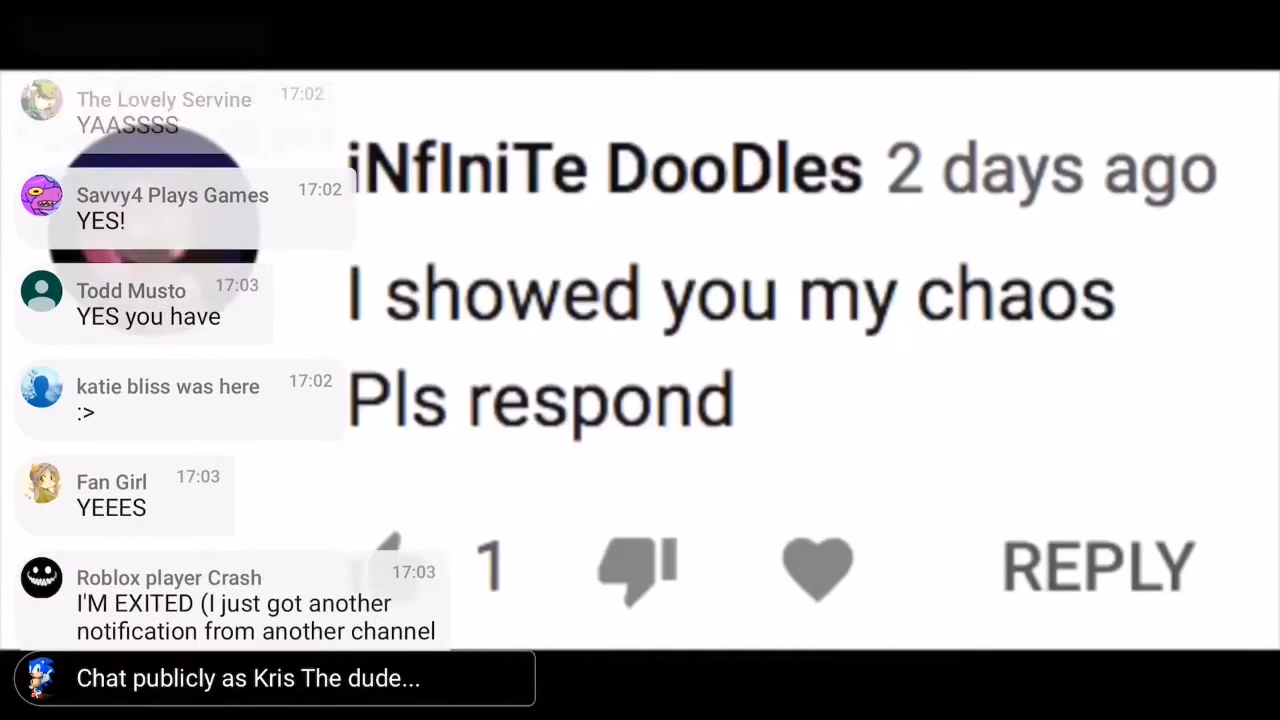 The Lovely Servine 17:02
YAASSSS
Savvy4 Plays Games 17:02
YES!
Todd Musto 17:03
YES you have
katie bliss was here 17:02
:>
Fan Girl 17:03
YEEES
Roblox player Crash 17:03
I'M EXITED (I just got another
notification from another channel
Chat publicly as Kris The dude...
iNfIniTe DooDles 2 days ago
I showed you my chaos
Pls respond
1
REPLY